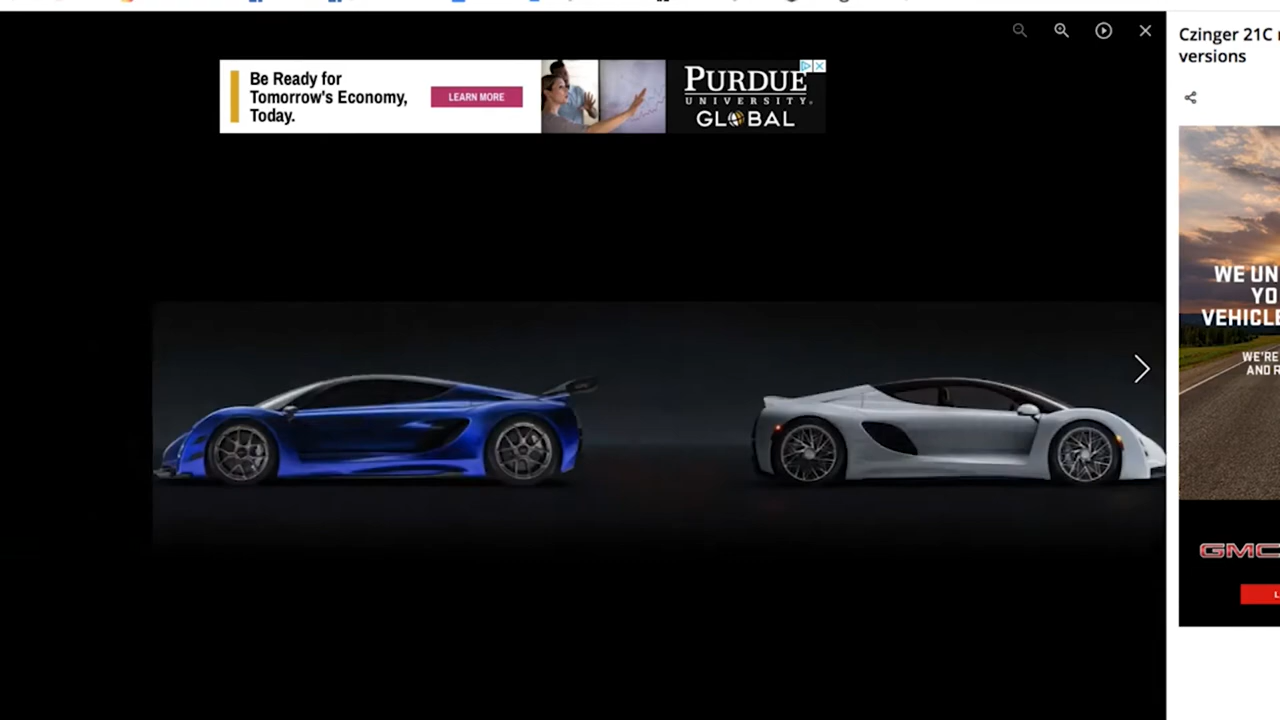 Be Ready for
Tomorrow's Economy,
Today.
LEARN MORE
PURDUE
UNIVERSITY.
GLOBAL
Czinger 21C
versions
WE UN
YO
VEHICLE
WE'RE
AND R
GMC
L